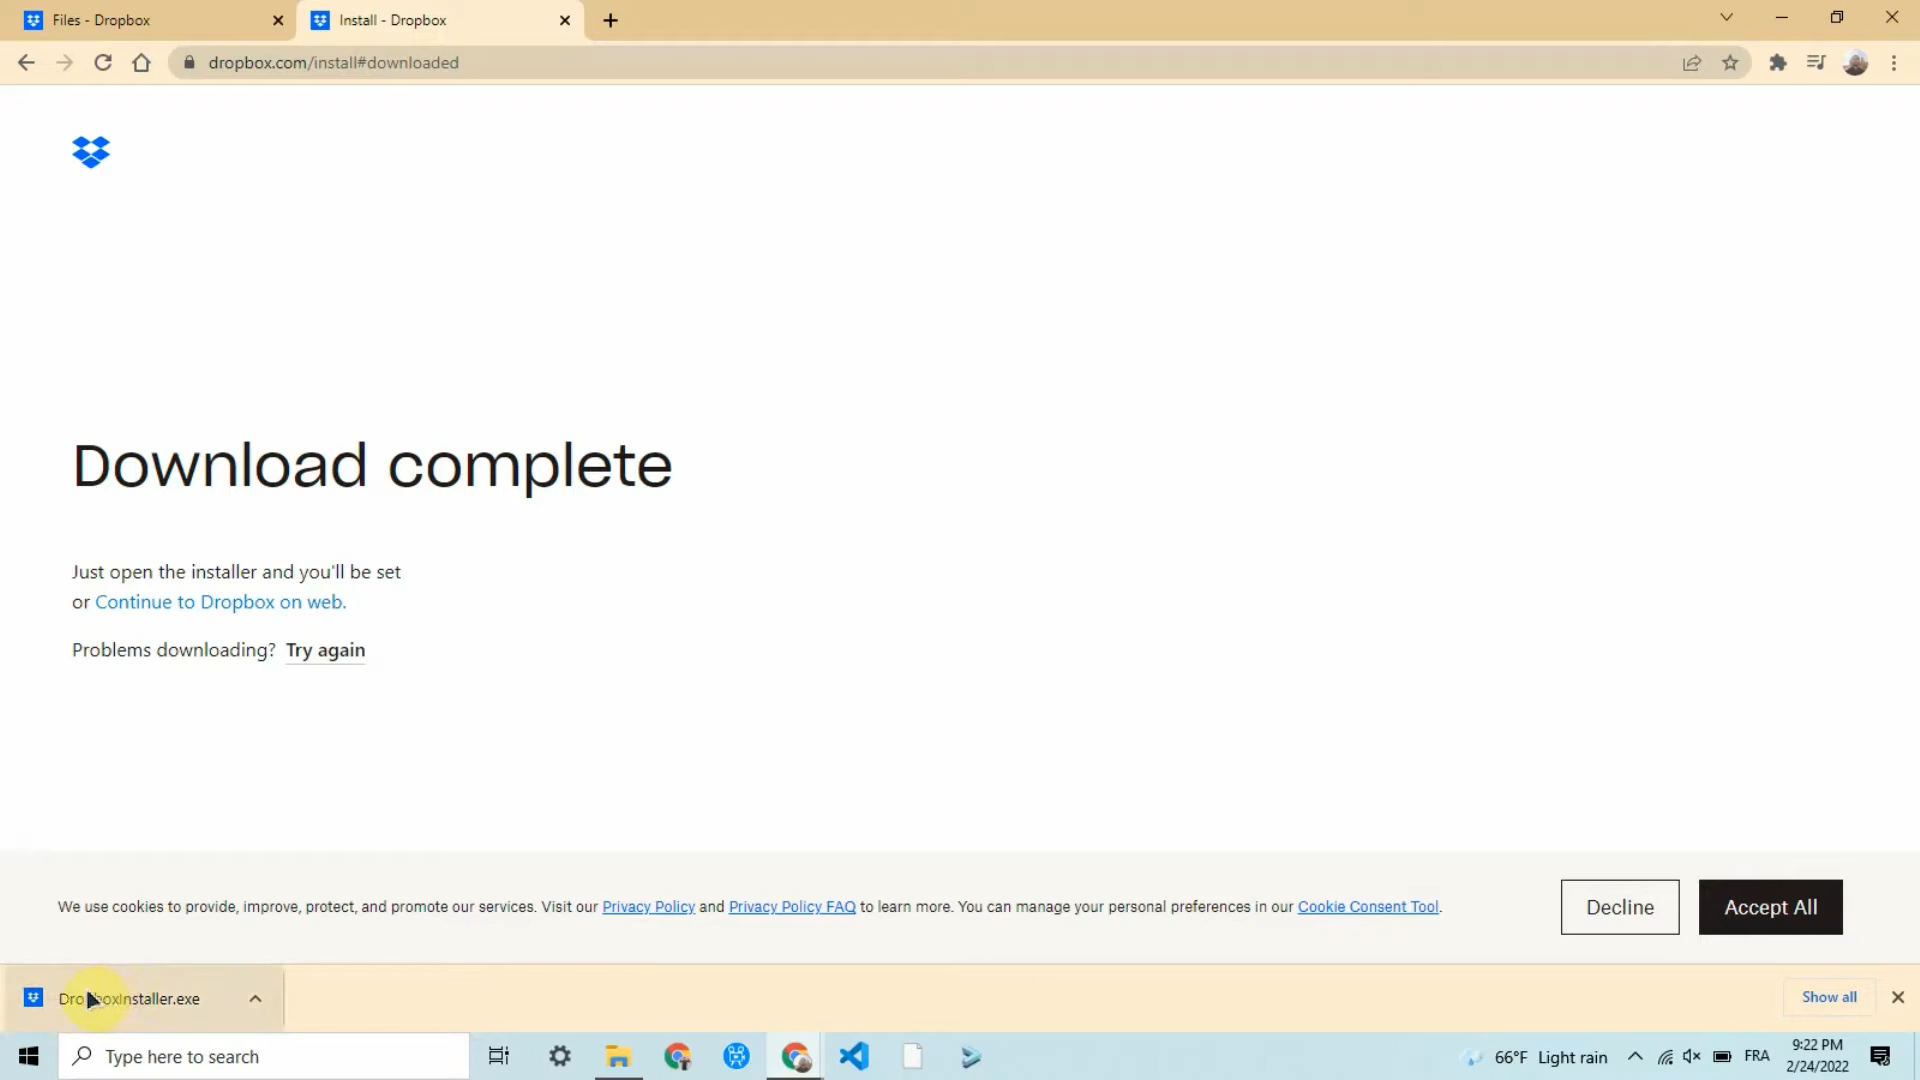 Files - Dropbox
Install - Dropbox
dropbox.com/install#downloaded
Download complete
Just open the installer and you'll be set
or Continue to Dropbox on web.
Problems downloading? Try again
We use cookies to provide, improve, protect, and promote our services. Visit our Privacy Policy and Privacy Policy FAQ to learn more. You can manage your personal preferences in our Cookie Consent Tool.
Decline
Accept All
DropboxInstaller.exe
Show all
Type here to search
66°F Light rain
FRA
9:22 PM
2/24/2022